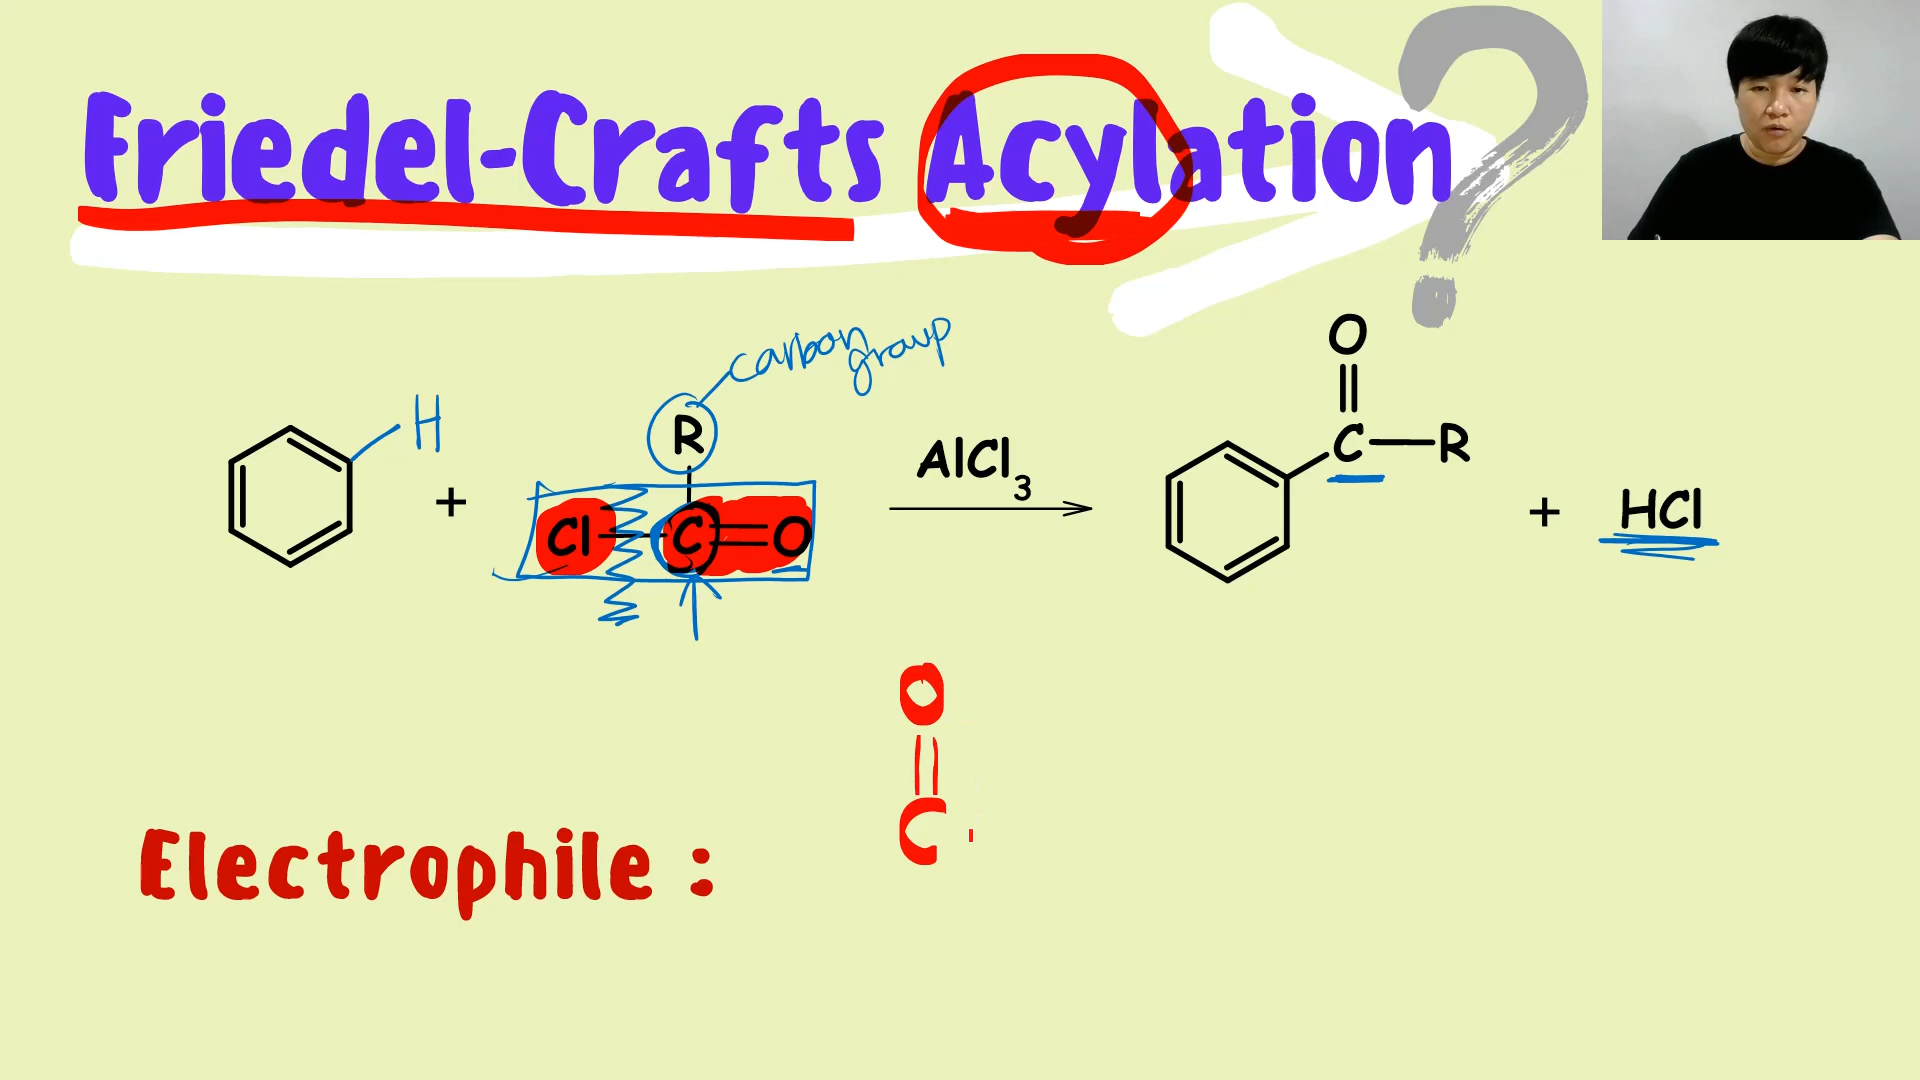 Friedel-Crafts Acylation ?
carbon
group
H
R
+
Cl
C
O
AlCl3
O
C
R
+
HCl
O
C
Electrophile :